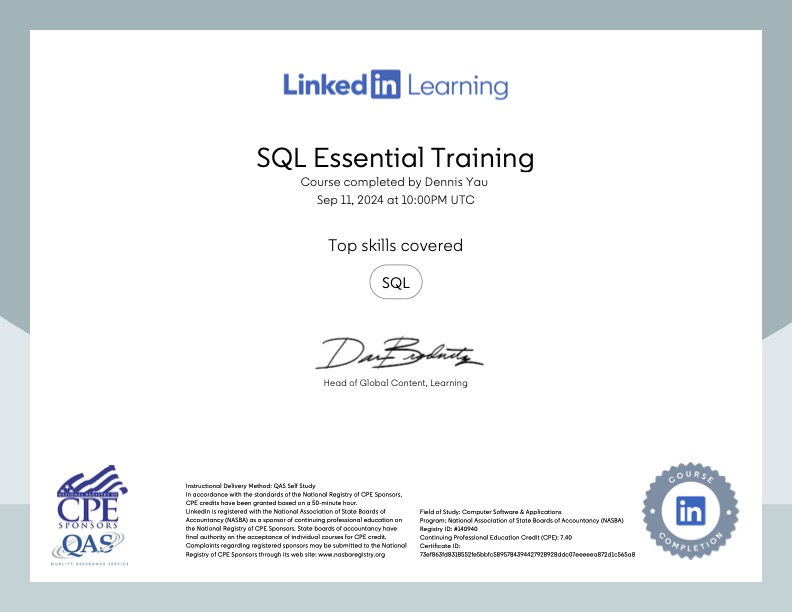 Linkedin Learning
SQL Essential Training
Course completed by Dennis Yau
Sep 11, 2024 at 10:00PM UTC
Top skills covered
SQL
Head of Global Content, Learning
NATIONAL REGISTRY OF
CPE
SPONSORS
QAS
QUALITY ASSURANCE SERVICE
Instructional Delivery Method: QAS Self Study
In accordance with the standards of the National Registry of CPE Sponsors,
CPE credits have been granted based on a 50-minute hour.
LinkedIn is registered with the National Association of State Boards of
Accountancy (NASBA) as a sponsor of continuing professional education on
the National Registry of CPE Sponsors. State boards of accountancy have
final authority on the acceptance of individual courses for CPE credit.
Complaints regarding registered sponsors may be submitted to the National
Registry of CPE Sponsors through its web site: www.nasbaregistry.org
Field of Study: Computer Software & Applications
Program: National Association of State Boards of Accountancy (NASBA)
Registry ID: #140940
Continuing Professional Education Credit (CPE): 7.40
Certificate ID:
COURSE
in
COMPLETION